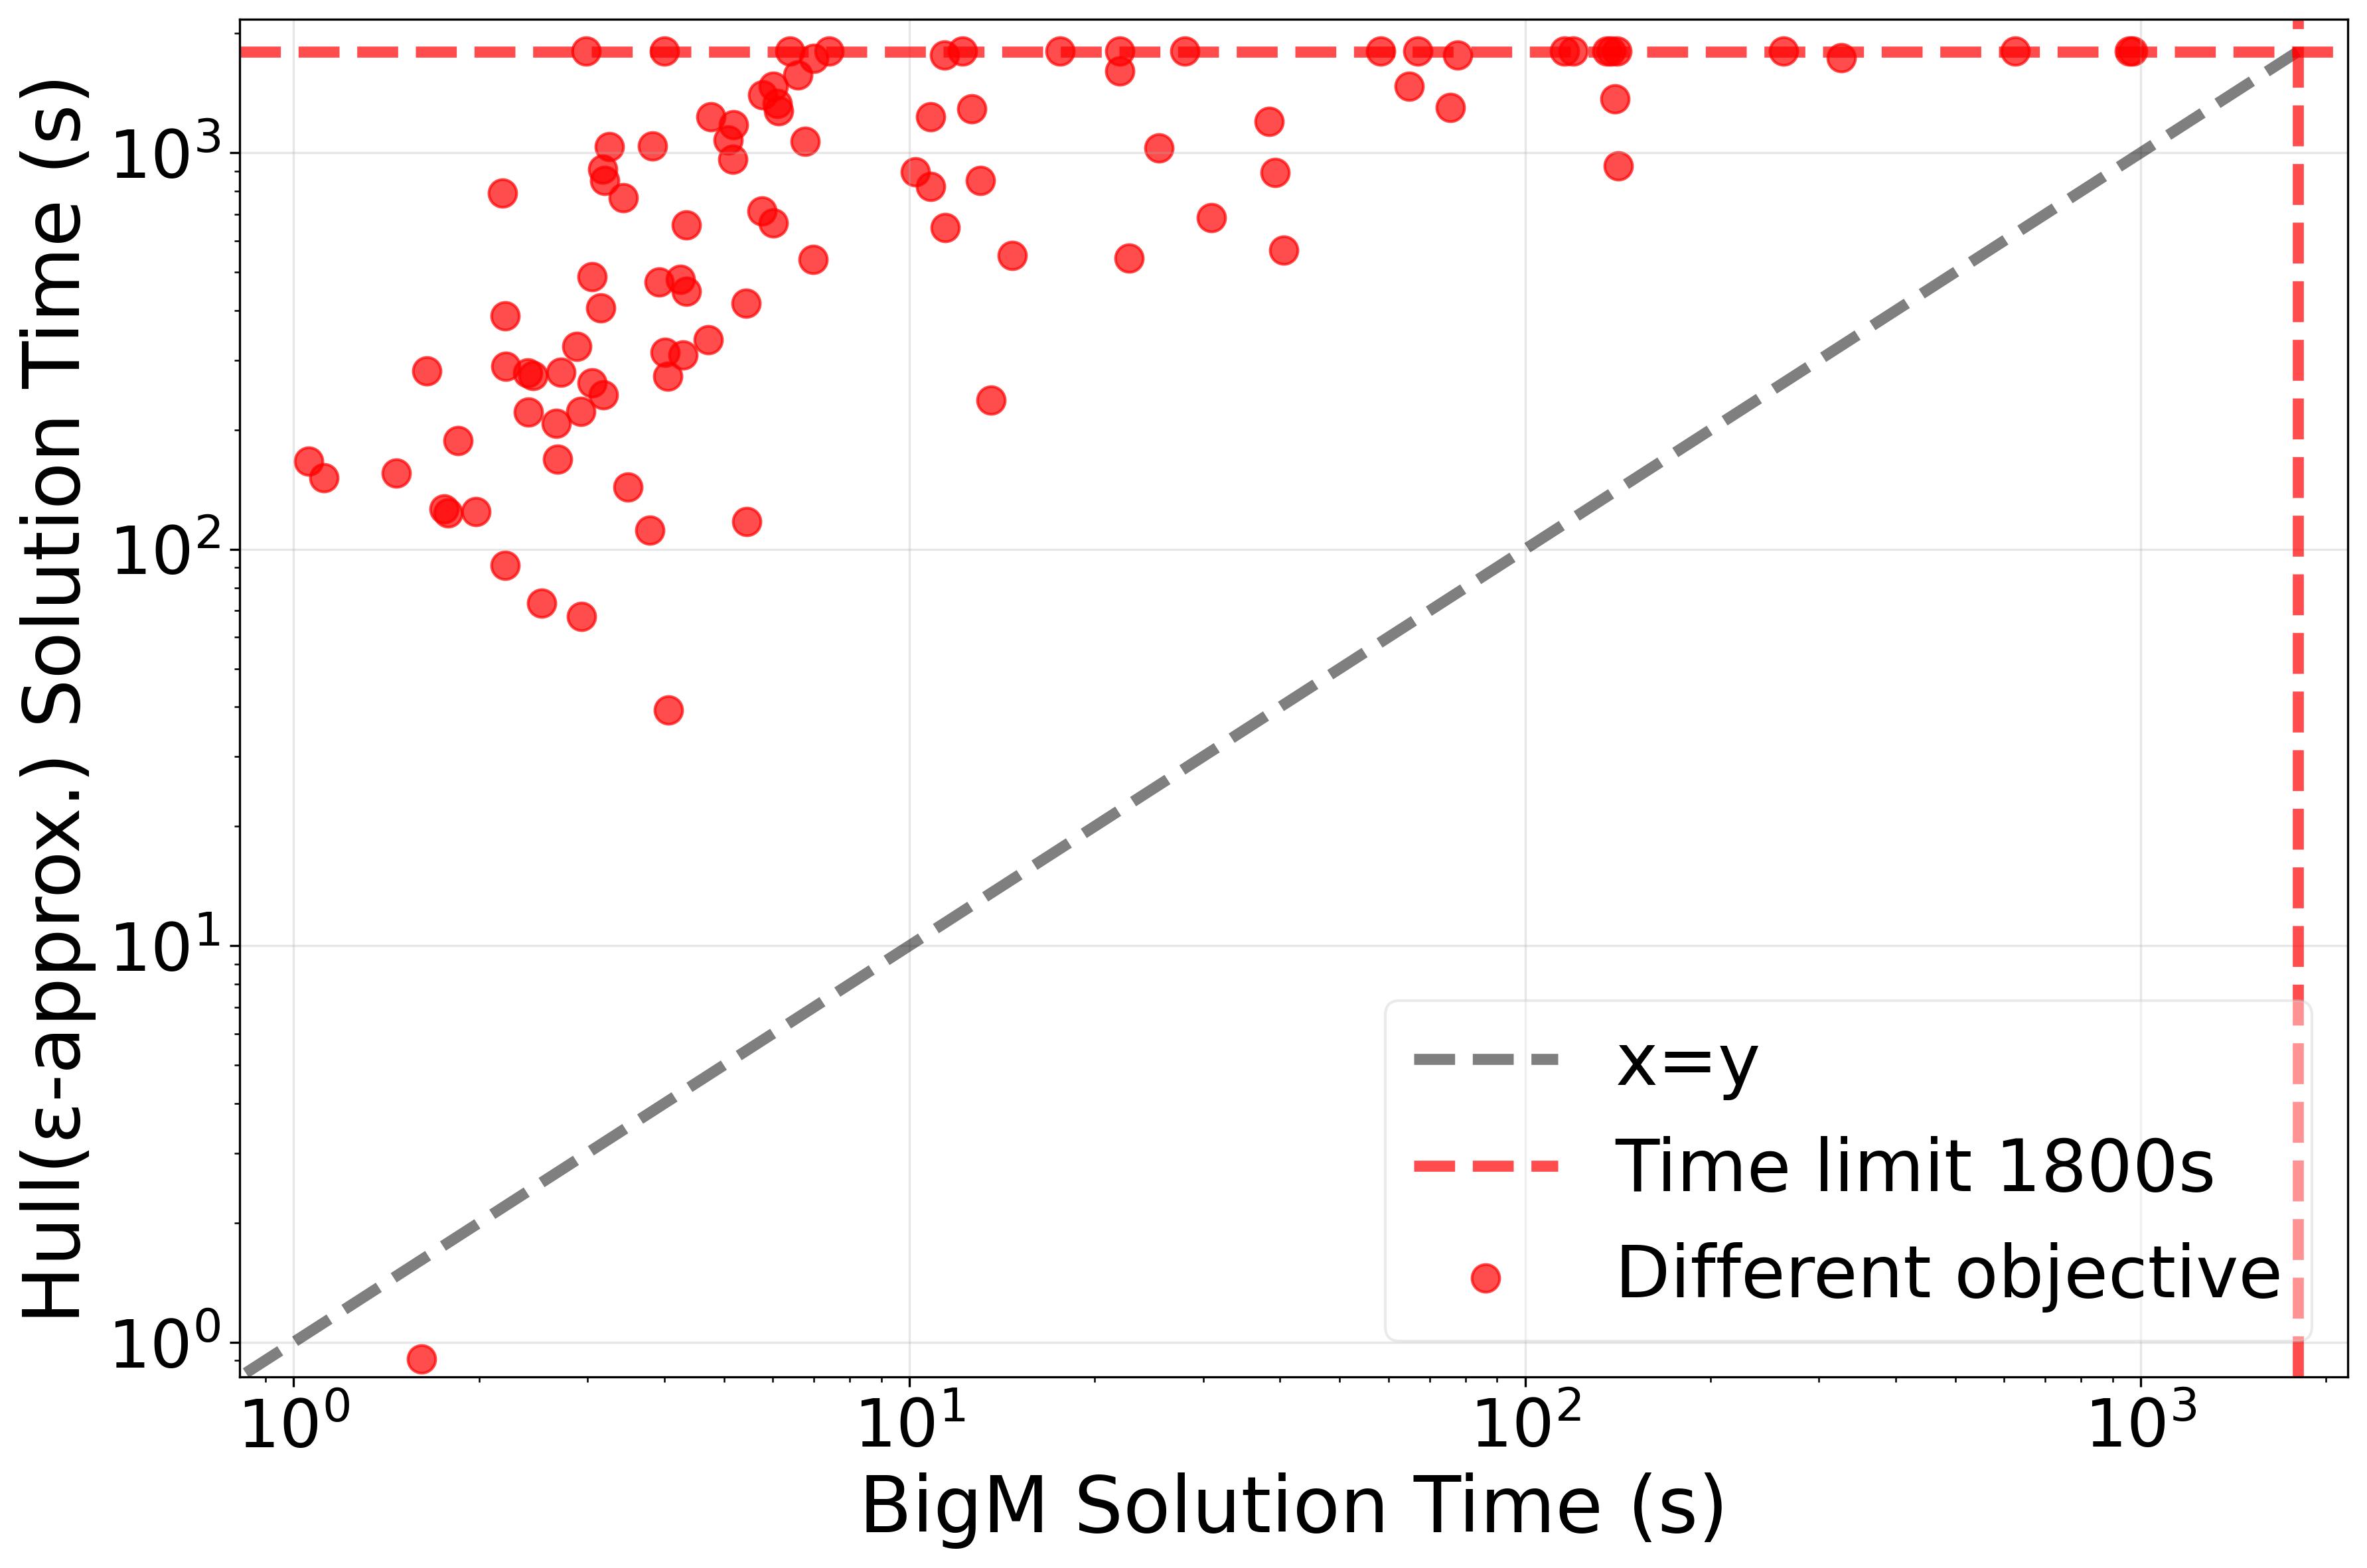 Hull(ε-approx.) Solution Time (s)
10³
10²
10¹
10⁰
x=y
Time limit 1800s
Different objective
10⁰
10¹
10²
10³
BigM Solution Time (s)